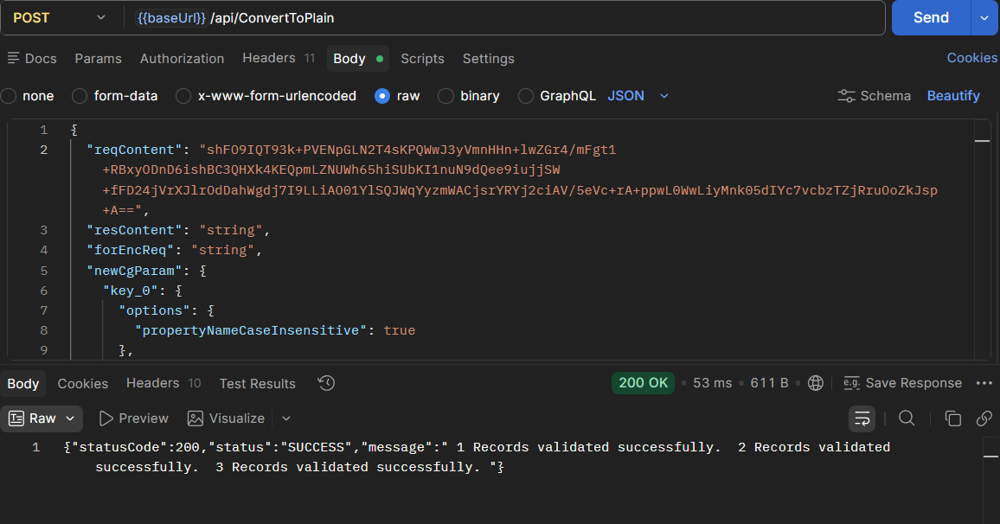 POST {{baseUrl}} /api/ConvertToPlain Send
Docs Params Authorization Headers 11 Body Scripts Settings Cookies
none form-data x-www-form-urlencoded raw binary GraphQL JSON Schema Beautify
1 {
2 "reqContent": "shFO9IQT93k+PVENpGLN2T4sKPQWwJ3yVmnHHn+lwZGr4/mFgt1
+RBxyODnD6ishBC3QHXk4KEQpmLZNUWh65hiSUbKI1nuN9dQee9iujjSW
+fFD24jVrXJlrOdDahWgdj7I9LLiAO01YlSQJWqYyzmWACjsrYRYj2ciAV/5eVc+rA+ppwL0WwLiyMnk05dIYc7vcbzTZjRruOoZkJsp
+A==",
3 "resContent": "string",
4 "forEncReq": "string",
5 "newCgParam": {
6 "key_0": {
7 "options": {
8 "propertyNameCaseInsensitive": true
9 },
Body Cookies Headers 10 Test Results 200 OK • 53 ms • 611 B • e.g. Save Response
Raw Preview Visualize
1 {"statusCode":200,"status":"SUCCESS","message":" 1 Records validated successfully.  2 Records validated
successfully.  3 Records validated successfully. "}